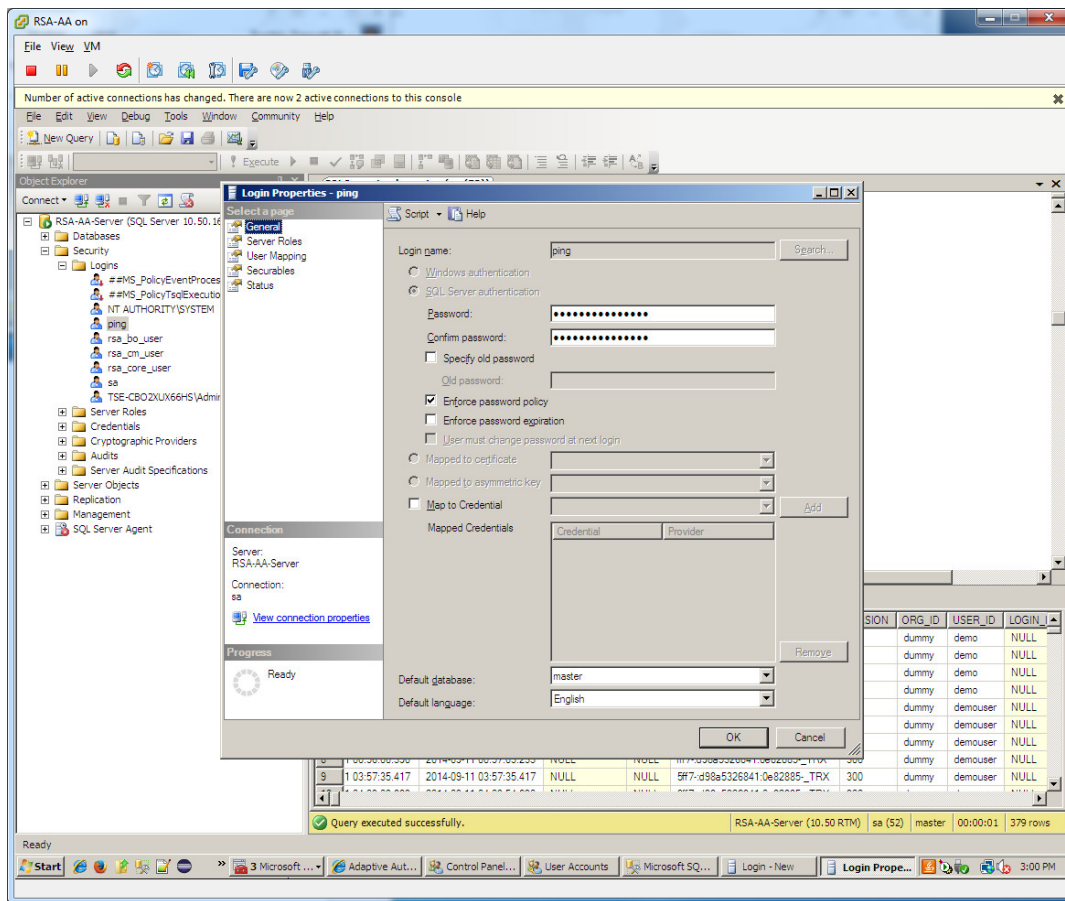 RSA-AA on
File View VM
Number of active connections has changed. There are now 2 active connections to this console
File Edit View Debug Tools Window Community Help
New Query
Execute
Object Explorer
Connect
RSA-AA-Server (SQL Server 10.50.16
Databases
Security
Logins
##MS_PolicyEventProces
##MS_PolicyTsqlExecutio
NT AUTHORITY\SYSTEM
ping
rsa_bo_user
rsa_cm_user
rsa_core_user
sa
TSE-CBO2XUX66HS\Admir
Server Roles
Credentials
Cryptographic Providers
Audits
Server Audit Specifications
Server Objects
Replication
Management
SQL Server Agent
Login Properties - ping
Select a page
General
Server Roles
User Mapping
Securables
Status
Script Help
Login name: ping Search...
Windows authentication
SQL Server authentication
Password: •••••••••••••••
Confirm password: •••••••••••••••
Specify old password
Old password:
Enforce password policy
Enforce password expiration
User must change password at next login
Mapped to certificate
Mapped to asymmetric key
Map to Credential Add
Mapped Credentials Credential Provider
Remove
Default database: master
Default language: English
OK Cancel
Connection
Server:
RSA-AA-Server
Connection:
sa
View connection properties
Progress
Ready
SION ORG_ID USER_ID LOGIN_I
dummy demo NULL
dummy demo NULL
dummy demo NULL
dummy demo NULL
dummy demouser NULL
dummy demouser NULL
dummy demouser NULL
dummy demouser NULL
9 1 03:57:35.417 2014-09-11 03:57:35.417 NULL NULL 5ff7-:d98a5326841:0e82885-_TRX 300 dummy demouser NULL
Query executed successfully. RSA-AA-Server (10.50 RTM) sa (52) master 00:00:01 379 rows
Ready
Start » 3 Microsoft ... Adaptive Aut... Control Panel... User Accounts Microsoft SQ... Login - New Login Prope... 3:00 PM